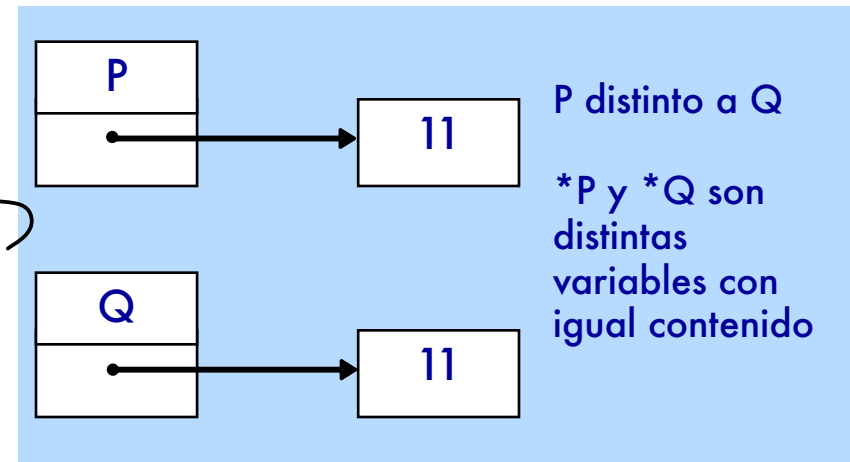 P
11
P distinto a Q
*P y *Q son
distintas
variables con
igual contenido
Q
11